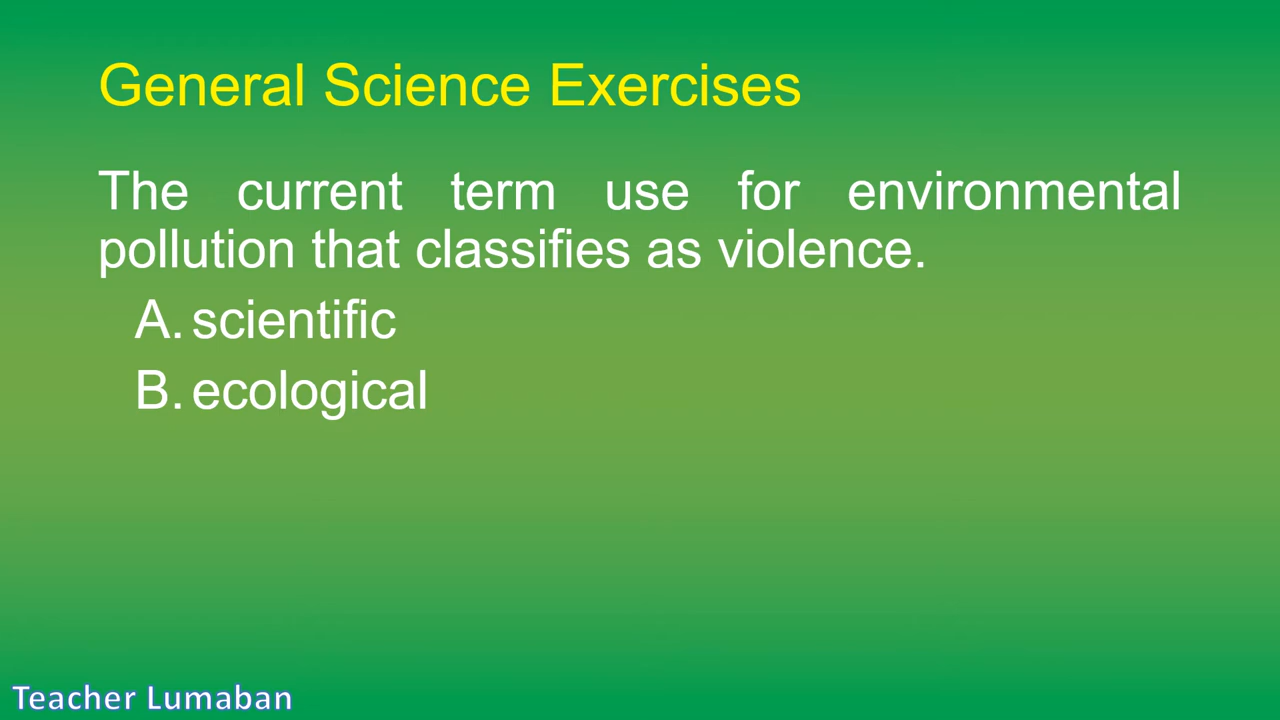 General Science Exercises
The current term use for environmental
pollution that classifies as violence.
A. scientific
B. ecological
Teacher Lumaban